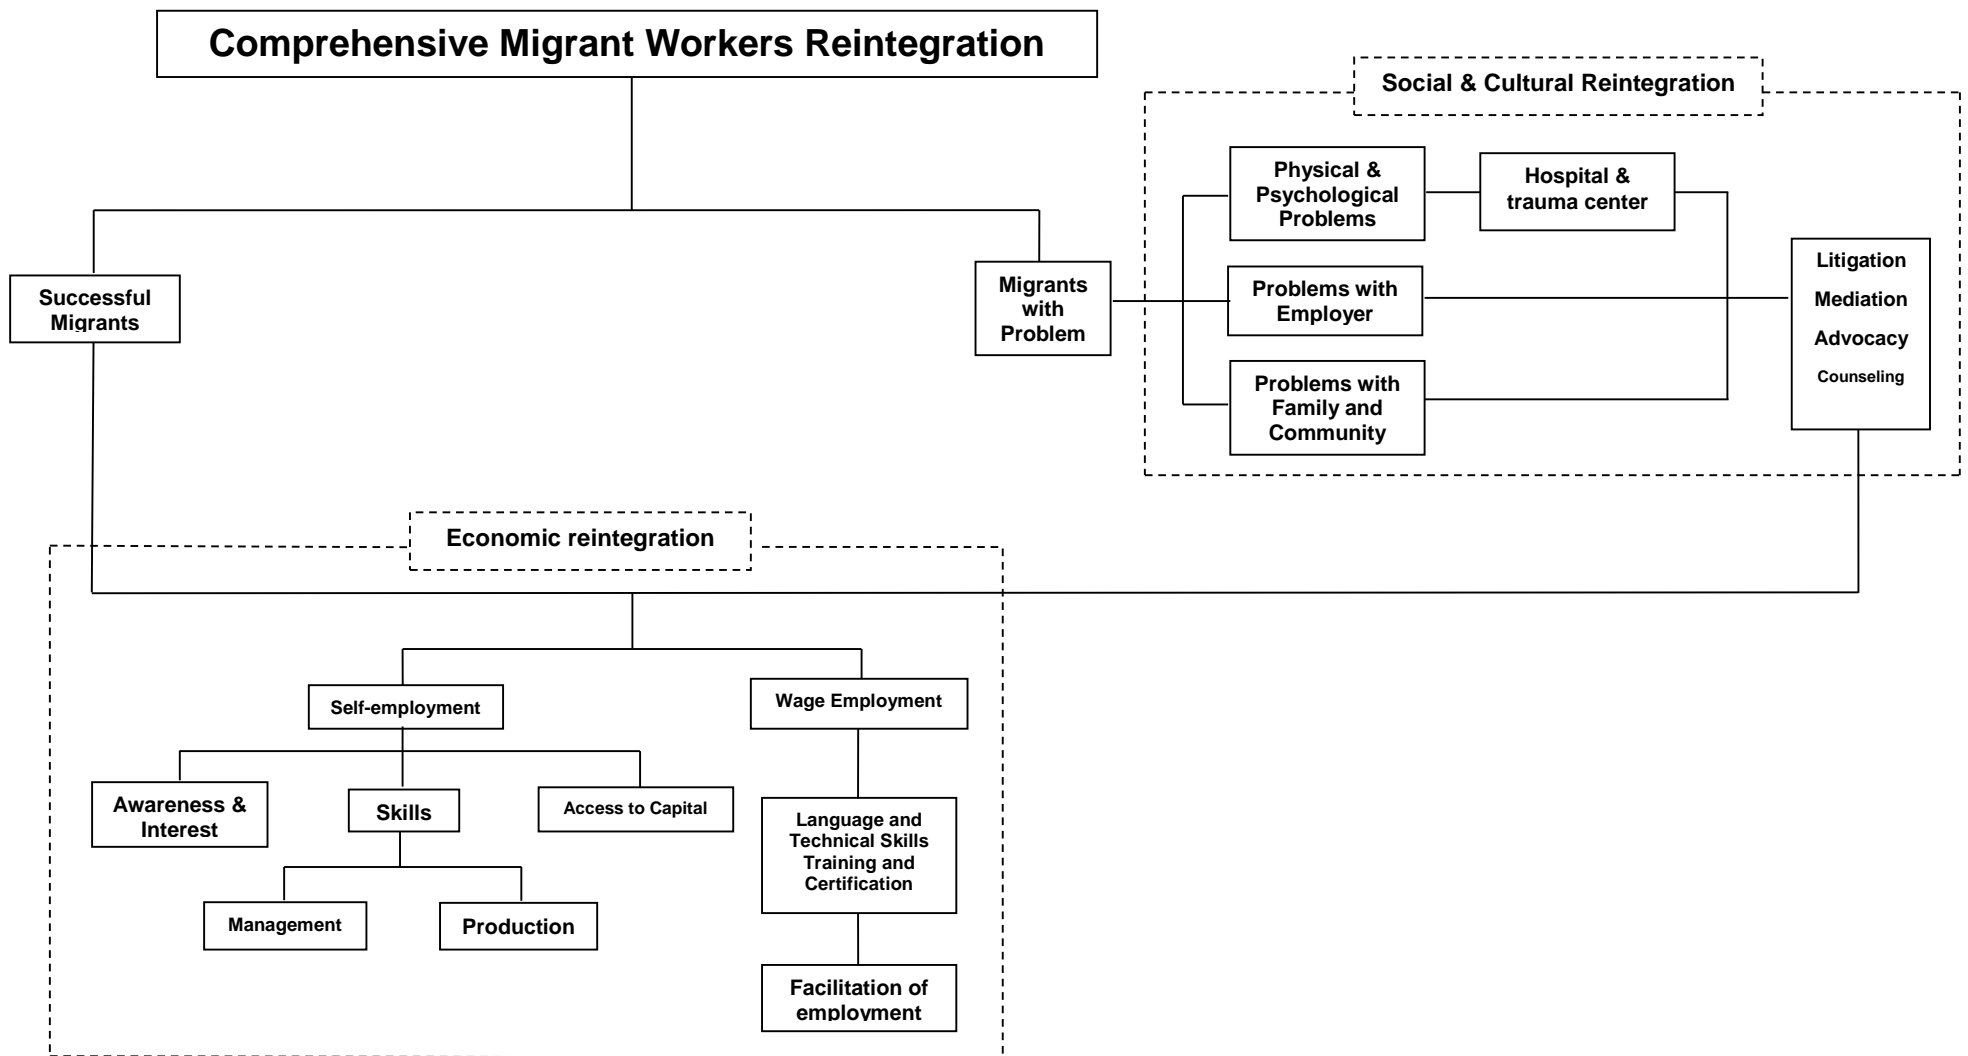 Comprehensive Migrant Workers Reintegration
Social & Cultural Reintegration
Physical &
Psychological
Problems
Hospital &
trauma center
Successful
Migrants
Migrants
with
Problem
Problems with
Employer
Problems with
Family and
Community
Litigation
Mediation
Advocacy
Counseling
Economic reintegration
Self-employment
Wage Employment
Awareness &
Interest
Skills
Access to Capital
Management
Production
Language and
Technical Skills
Training and
Certification
Facilitation of
employment